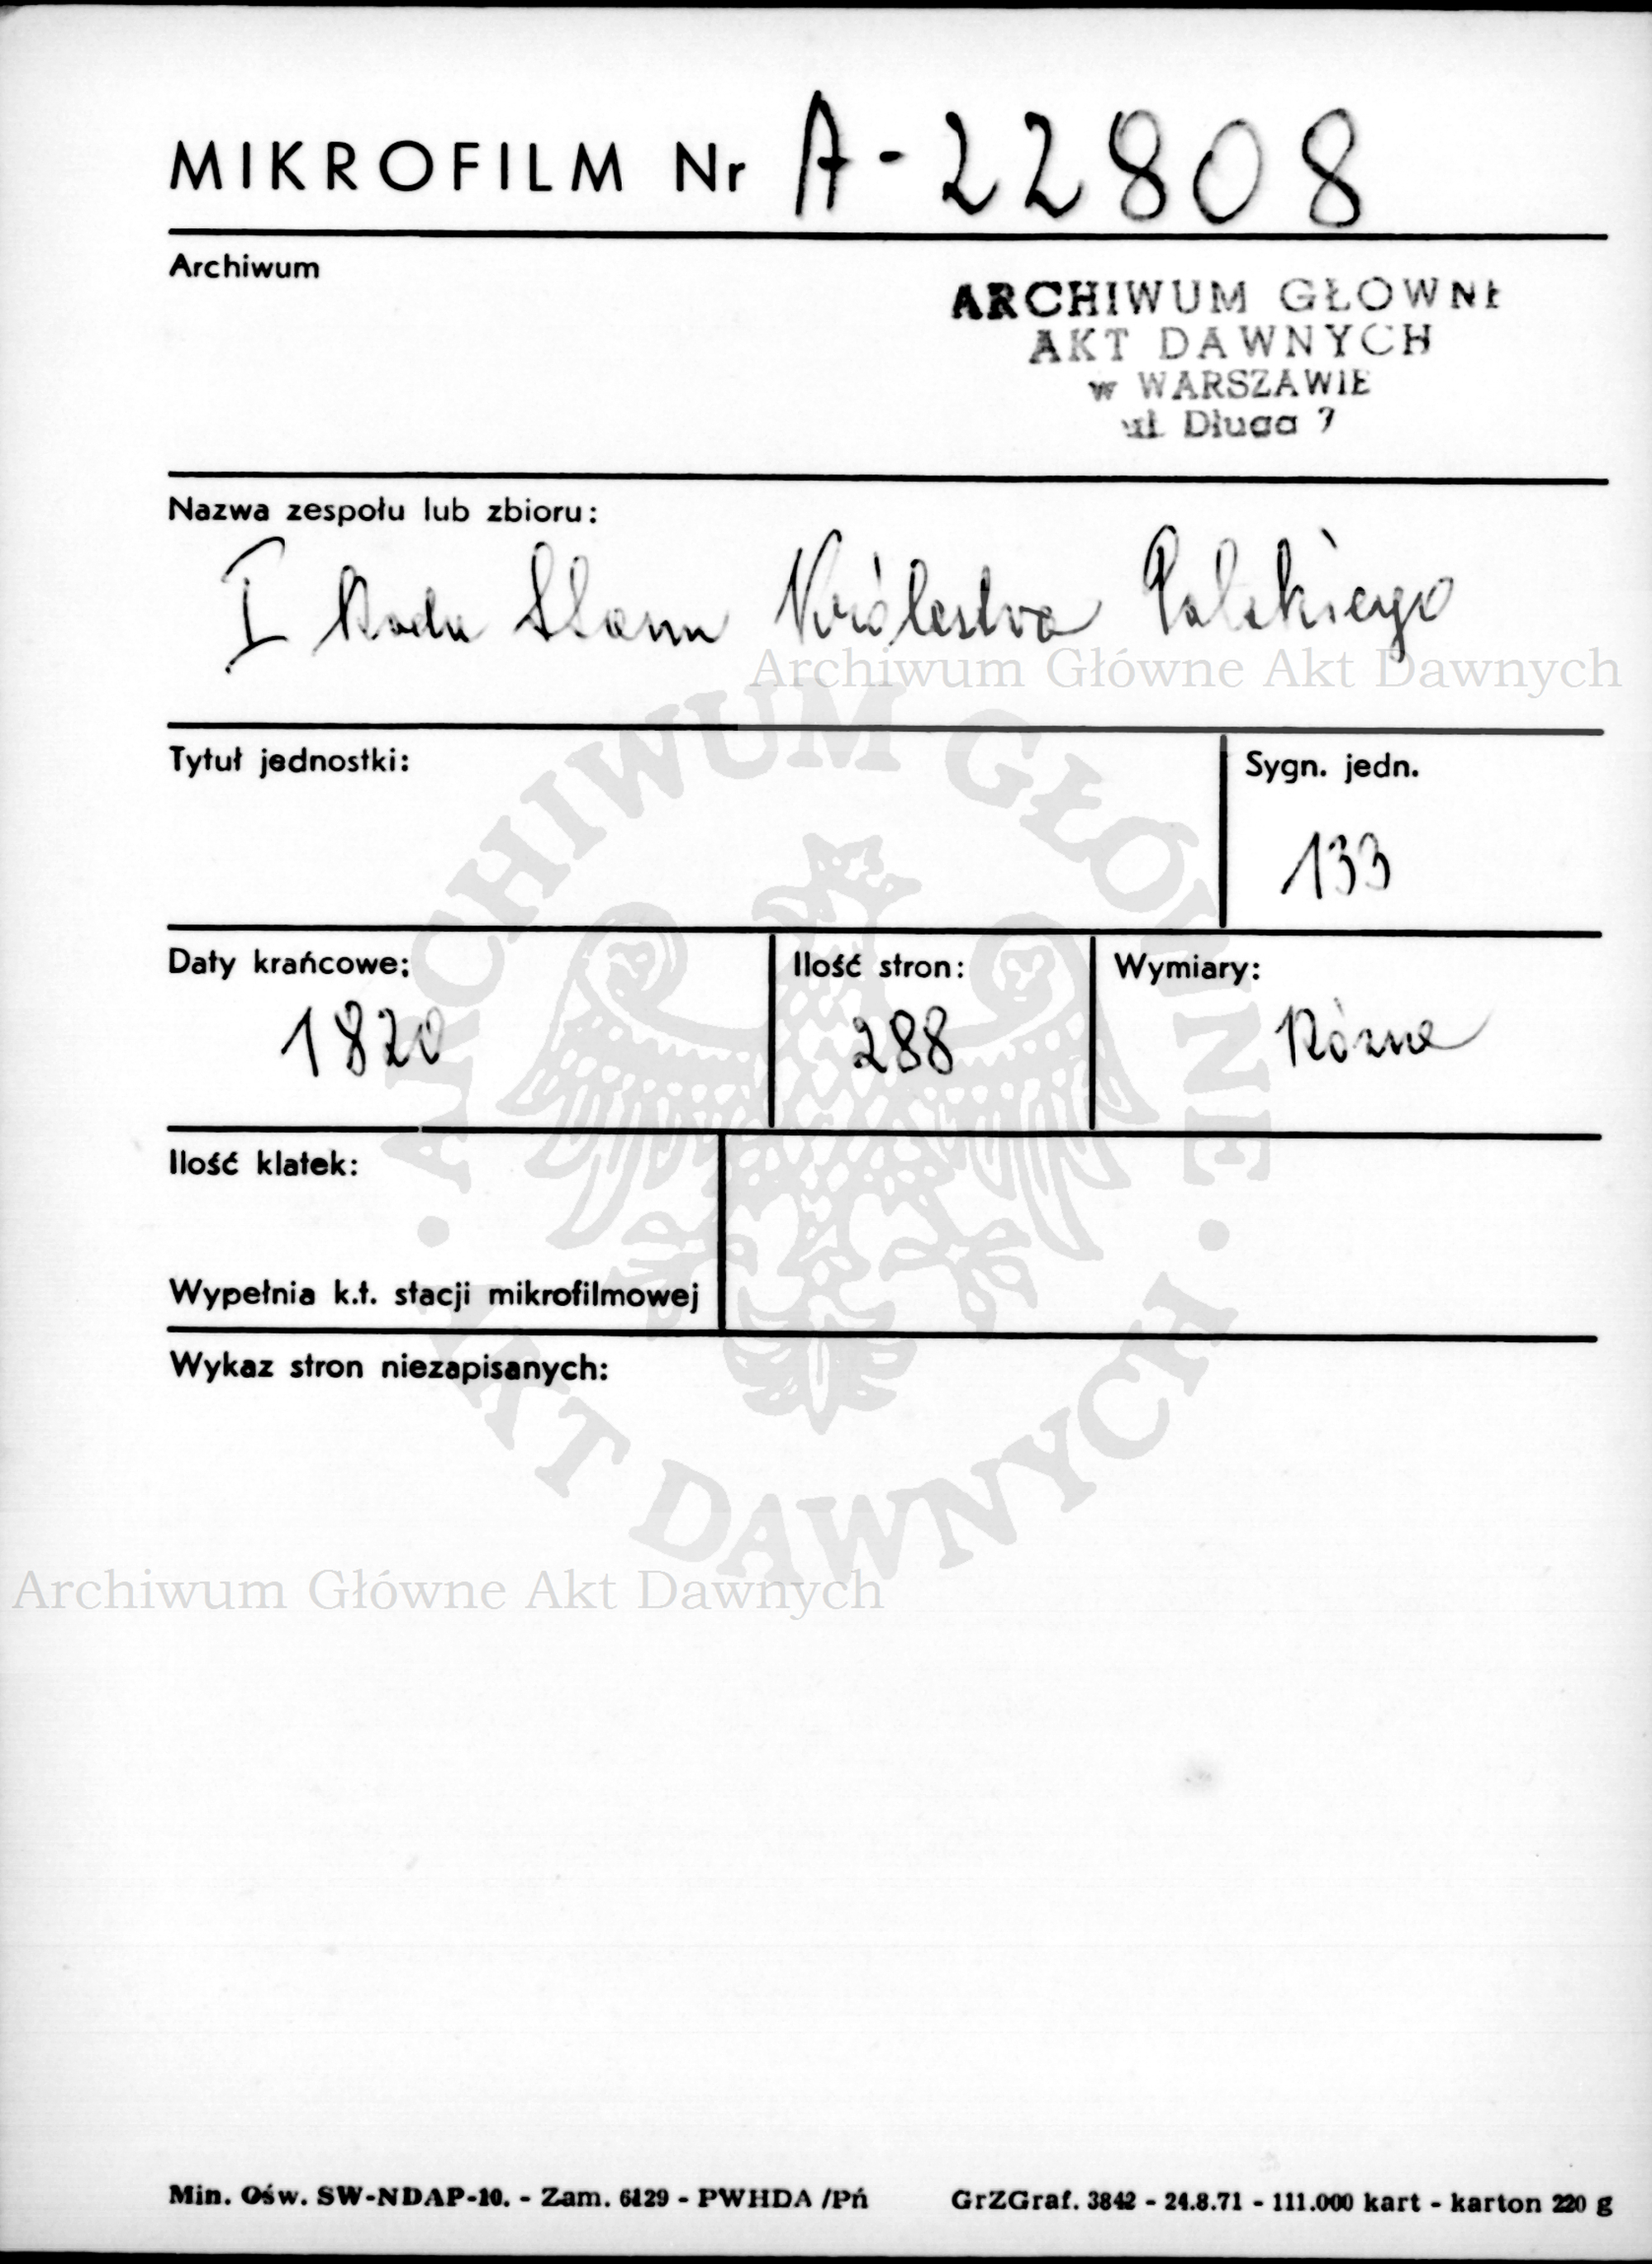 MIKROFILM Nr A-22808
Archiwum
ARCHIWUM GŁOWNE
AKT DAWNYCH
w WARSZAWIE
ul. Długa 7
Nazwa zespołu lub zbioru:
I Rada Stanu Królestwa Polskiego
Archiwum Główne Akt Dawnych
Tytuł jednostki:
Sygn. jedn.
133
Daty krańcowe:
1820
Ilość stron:
288
Wymiary:
Różne
ARCHIWUM GŁÓWNE · AKT DAWNYCH ·
Ilość klatek:
Wypełnia k.t. stacji mikrofilmowej
Wykaz stron niezapisanych:
Archiwum Główne Akt Dawnych
Min. Ośw. SW-NDAP-10. - Zam. 6129 - PWHDA /Pń
GrZGraf. 3842 - 24.8.71 - 111.000 kart - karton 220 g